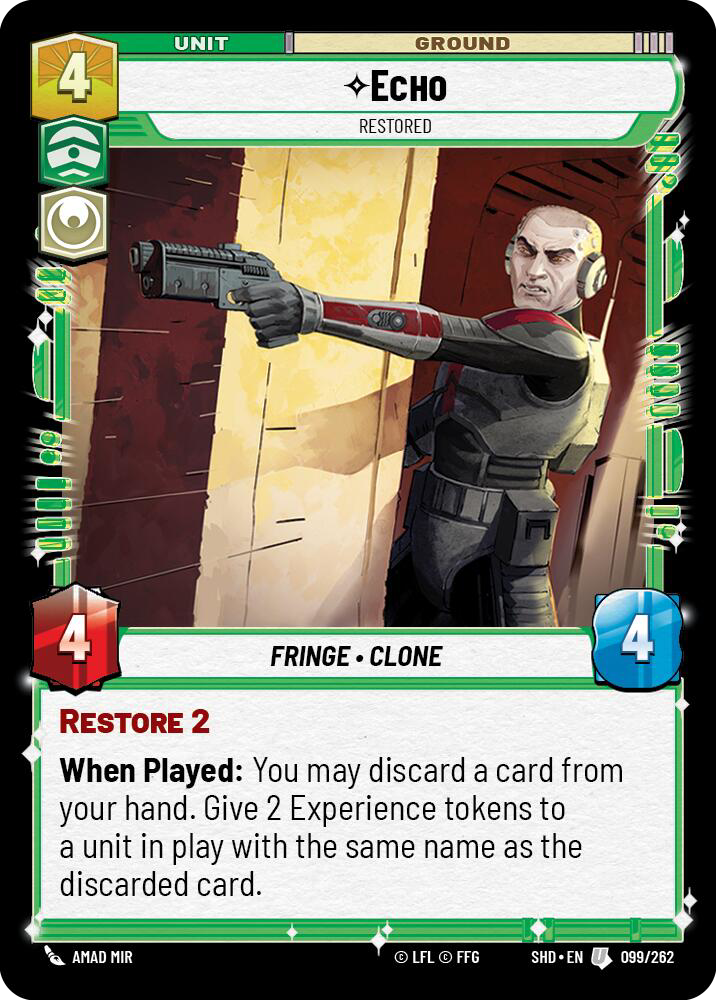 UNIT GROUND
4
✧ECHO
RESTORED
4
FRINGE • CLONE
4
RESTORE 2
When Played: You may discard a card from
your hand. Give 2 Experience tokens to
a unit in play with the same name as the
discarded card.
AMAD MIR © LFL © FFG SHD • EN U 099/262